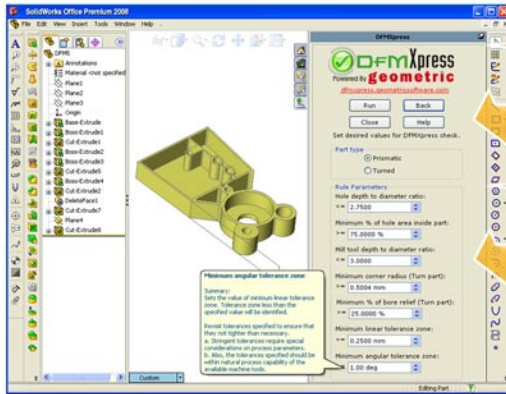 SolidWorks Office Premium 2008
File Edit View Insert Tools Window Help
DFMXpress
DFMS
Annotations
Material <not specified
Plane1
Plane2
Plane3
Origin
Base-Extrude
Boss-Extrude1
Cut-Extrude1
Boss-Extrude2
Boss-Extrude3
Cut-Extrude5
Boss-Extrude4
Cut-Extrude2
DeleteFace1
Cut-Extrude7
Plane4
Cut-Extrude8
DFMXpress
Powered By geometric
dfmxpress.geometricsoftware.com
Run Back
Close Help
Set desired values for DFMXpress check.
Part type
Prismatic
Turned
Rule Parameters
Hole depth to diameter ratio:
<= 2.7500
Minimum % of hole area inside part:
>= 75.0000 %
Mill tool depth to diameter ratio:
<= 3.0000
Minimum corner radius (Turn part):
>= 0.5004 mm
Minimum % of bore relief (Turn part):
>= 25.0000 %
Minimum linear tolerance zone:
>= 0.2500 mm
Minimum angular tolerance zone:
>= 1.00 deg
Minimum angular tolerance zone
Summary:
Sets the value of minimum linear tolerance
zone. Tolerance zone less than the
specified value will be identified.
Revisit tolerances specified to ensure that
they not tighter than necessary.
a. Stringent tolerances require special
considerations on process parameters.
b. Also, the tolerances specified should be
within natural process capability of the
available machine tools.
Custom
Editing Part